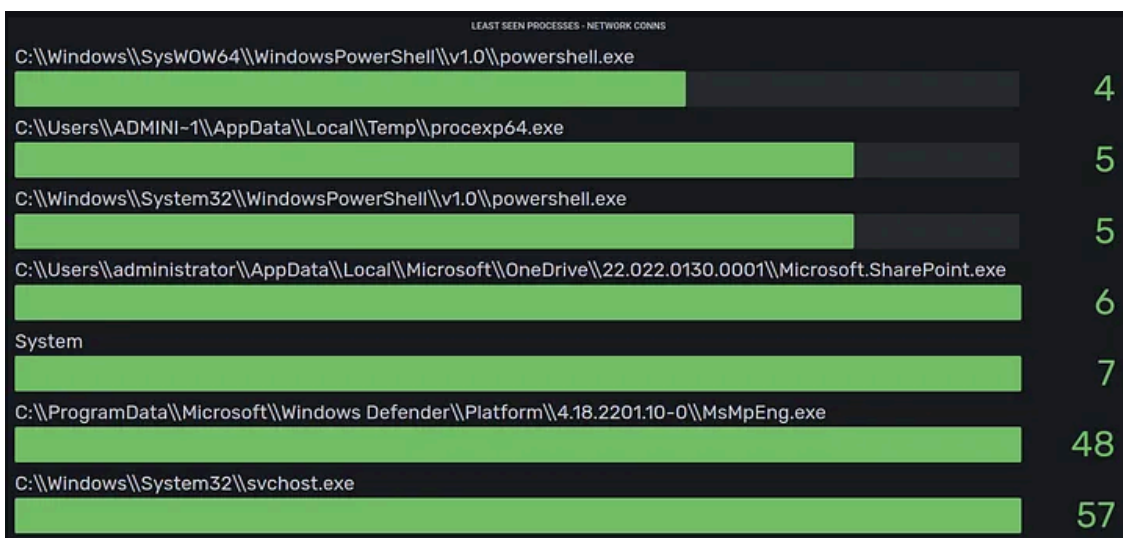 LEAST SEEN PROCESSES - NETWORK CONNS
C:\\Windows\\SysWOW64\\WindowsPowerShell\\v1.0\\powershell.exe
4
C:\\Users\\ADMINI~1\\AppData\\Local\\Temp\\procexp64.exe
5
C:\\Windows\\System32\\WindowsPowerShell\\v1.0\\powershell.exe
5
C:\\Users\\administrator\\AppData\\Local\\Microsoft\\OneDrive\\22.022.0130.0001\\Microsoft.SharePoint.exe
6
System
7
C:\\ProgramData\\Microsoft\\Windows Defender\\Platform\\4.18.2201.10-0\\MsMpEng.exe
48
C:\\Windows\\System32\\svchost.exe
57